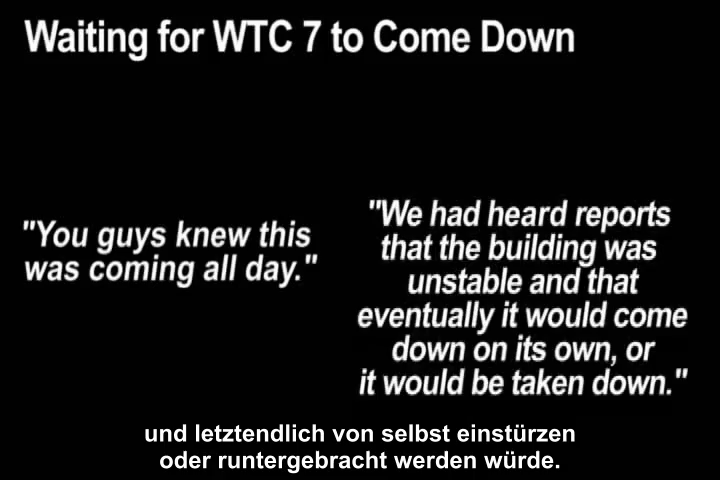 Waiting for WTC 7 to Come Down
"You guys knew this
was coming all day."
"We had heard reports
that the building was
unstable and that
eventually it would come
down on its own, or
it would be taken down."
und letztendlich von selbst einstürzen
oder runtergebracht werden würde.